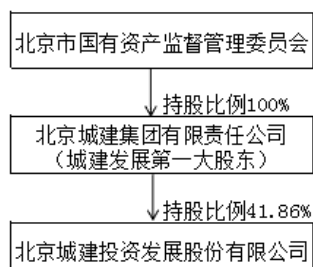 北京市国有资产监督管理委员会
持股比例100%
北京城建集团有限责任公司
（城建发展第一大股东）
持股比例41.86%
北京城建投资发展股份有限公司